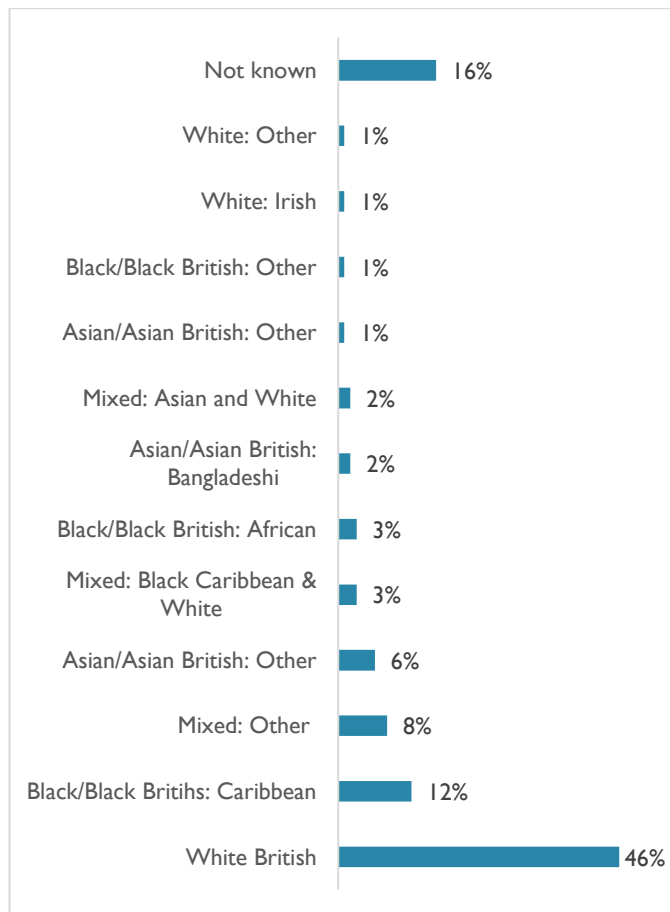 Not known 16%
White: Other 1%
White: Irish 1%
Black/Black British: Other 1%
Asian/Asian British: Other 1%
Mixed: Asian and White 2%
Asian/Asian British:
Bangladeshi 2%
Black/Black British: African 3%
Mixed: Black Caribbean &
White 3%
Asian/Asian British: Other 6%
Mixed: Other 8%
Black/Black Britihs: Caribbean 12%
White British 46%